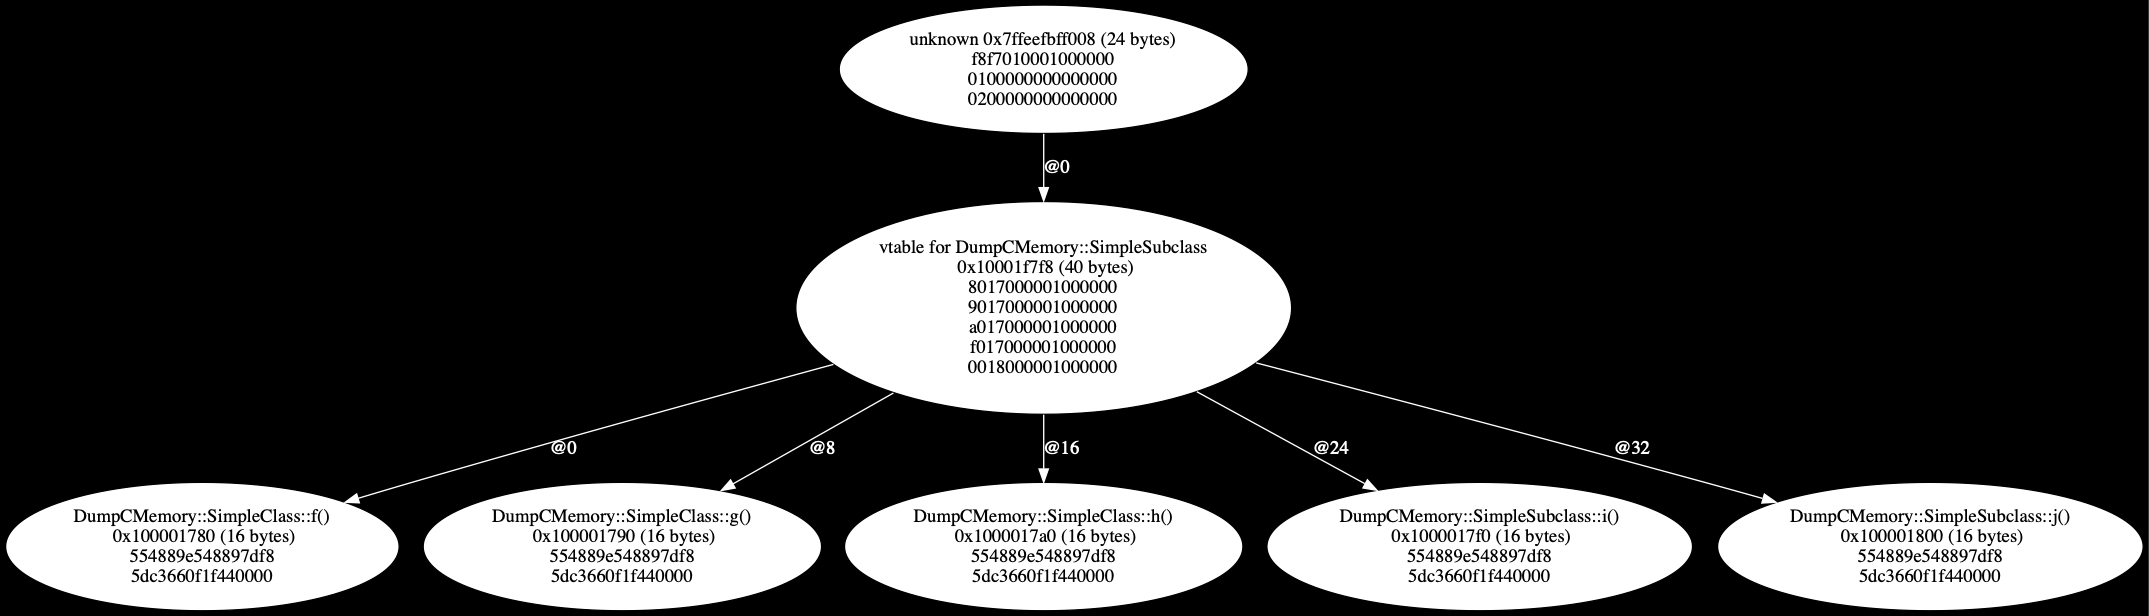 unknown 0x7ffeefbff008 (24 bytes)
f8f7010001000000
0100000000000000
0200000000000000
@0
vtable for DumpCMemory::SimpleSubclass
0x10001f7f8 (40 bytes)
8017000001000000
9017000001000000
a017000001000000
f017000001000000
0018000001000000
@0
@8
@16
@24
@32
DumpCMemory::SimpleClass::f()
0x100001780 (16 bytes)
554889e548897df8
5dc3660f1f440000
DumpCMemory::SimpleClass::g()
0x100001790 (16 bytes)
554889e548897df8
5dc3660f1f440000
DumpCMemory::SimpleClass::h()
0x1000017a0 (16 bytes)
554889e548897df8
5dc3660f1f440000
DumpCMemory::SimpleSubclass::i()
0x1000017f0 (16 bytes)
554889e548897df8
5dc3660f1f440000
DumpCMemory::SimpleSubclass::j()
0x100001800 (16 bytes)
554889e548897df8
5dc3660f1f440000